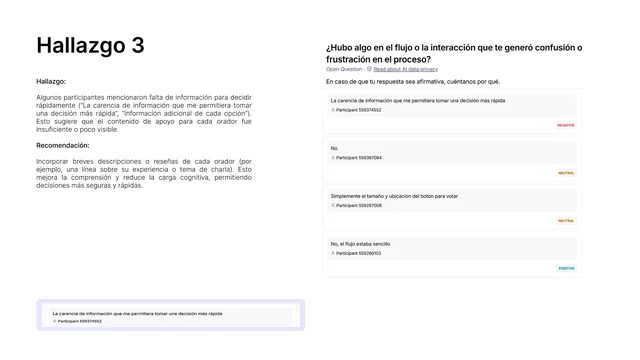 Hallazgo 3
Hallazgo:
Algunos participantes mencionaron falta de información para decidir
rápidamente ("La carencia de información que me permitiera tomar
una decisión más rápida", "Información adicional de cada opción").
Esto sugiere que el contenido de apoyo para cada orador fue
insuficiente o poco visible.
Recomendación:
Incorporar breves descripciones o reseñas de cada orador (por
ejemplo, una línea sobre su experiencia o tema de charla). Esto
mejora la comprensión y reduce la carga cognitiva, permitiendo
decisiones más seguras y rápidas.
La carencia de información que me permitiera tomar una decisión más rápida
Participant 559374552
¿Hubo algo en el flujo o la interacción que te generó confusión o
frustración en el proceso?
Open Question · Read about AI data privacy
En caso de que tu respuesta sea afirmativa, cuéntanos por qué.
La carencia de información que me permitiera tomar una decisión más rápida
Participant 559374552
NEGATIVE
No
Participant 559367064
NEUTRAL
Simplemente el tamaño y ubicacion del boton para votar
Participant 559267008
NEUTRAL
No, el flujo estaba sencillo
Participant 559266103
POSITIVE